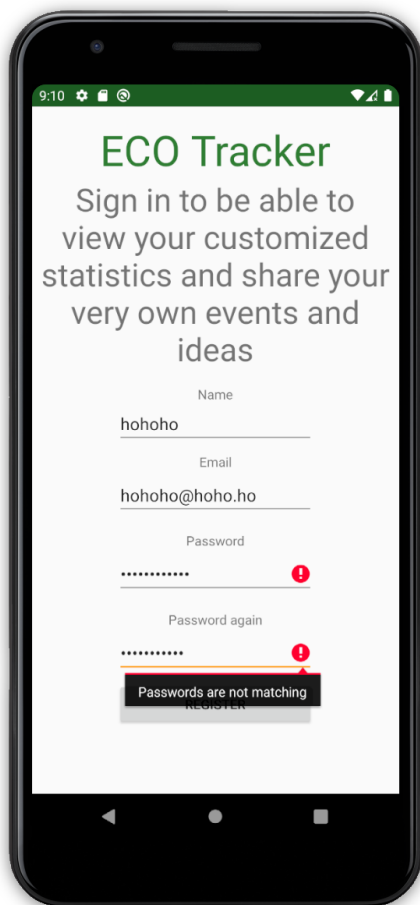 9:10
ECO Tracker
Sign in to be able to
view your customized
statistics and share your
very own events and
ideas
Name
hohoho
Email
hohoho@hoho.ho
Password
••••••••••••
Password again
•••••••••••
Passwords are not matching
REGISTER